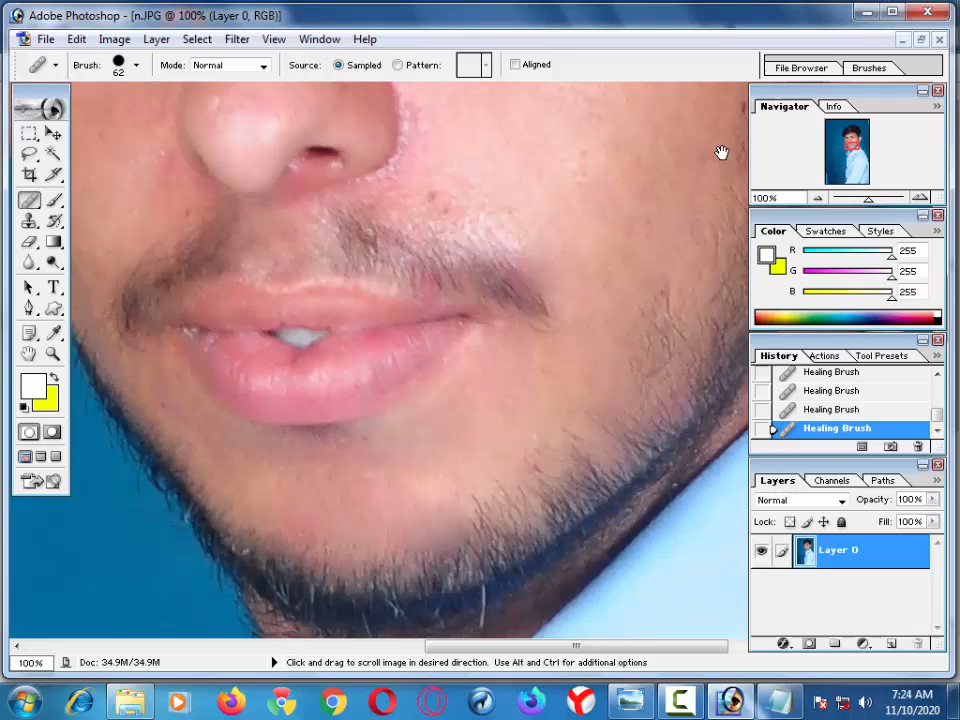 Adobe Photoshop - [n.JPG @ 100% (Layer 0, RGB)]
File Edit Image Layer Select Filter View Window Help
Brush: 62 Mode: Normal Source: Sampled Pattern: Aligned File Browser Brushes
Navigator Info
100%
Color Swatches Styles
R 255
G 255
B 255
History Actions Tool Presets
Healing Brush
Healing Brush
Healing Brush
Healing Brush
Layers Channels Paths
Normal Opacity: 100%
Lock: Fill: 100%
Layer 0
100% Doc: 34.9M/34.9M Click and drag to scroll image in desired direction. Use Alt and Ctrl for additional options
7:24 AM
11/10/2020